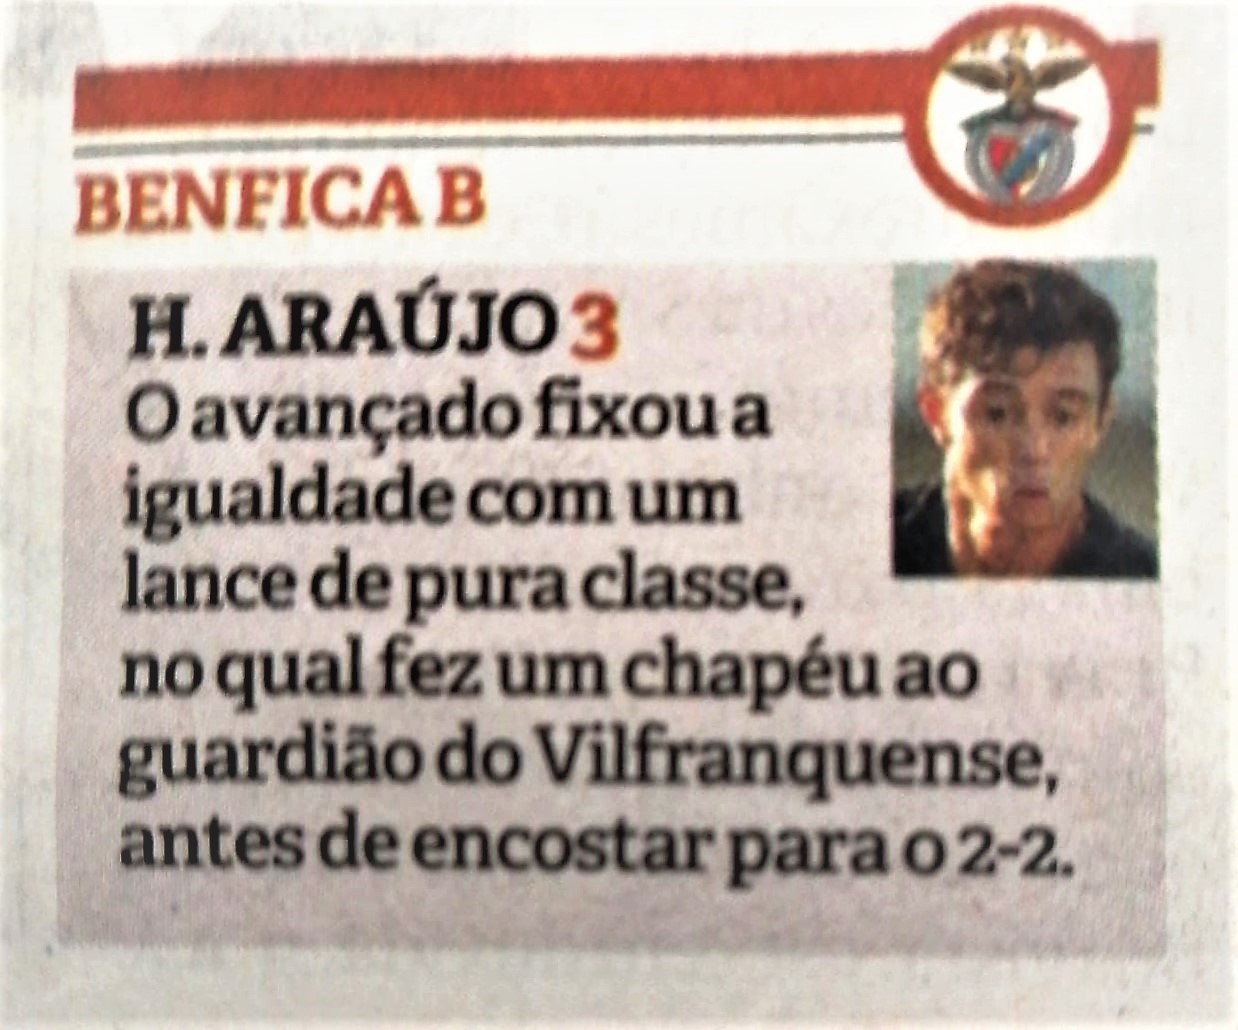 BENFICA B
H. ARAÚJO 3
O avançado fixou a
igualdade com um
lance de pura classe,
no qual fez um chapéu ao
guardião do Vilfranquense,
antes de encostar para o 2-2.